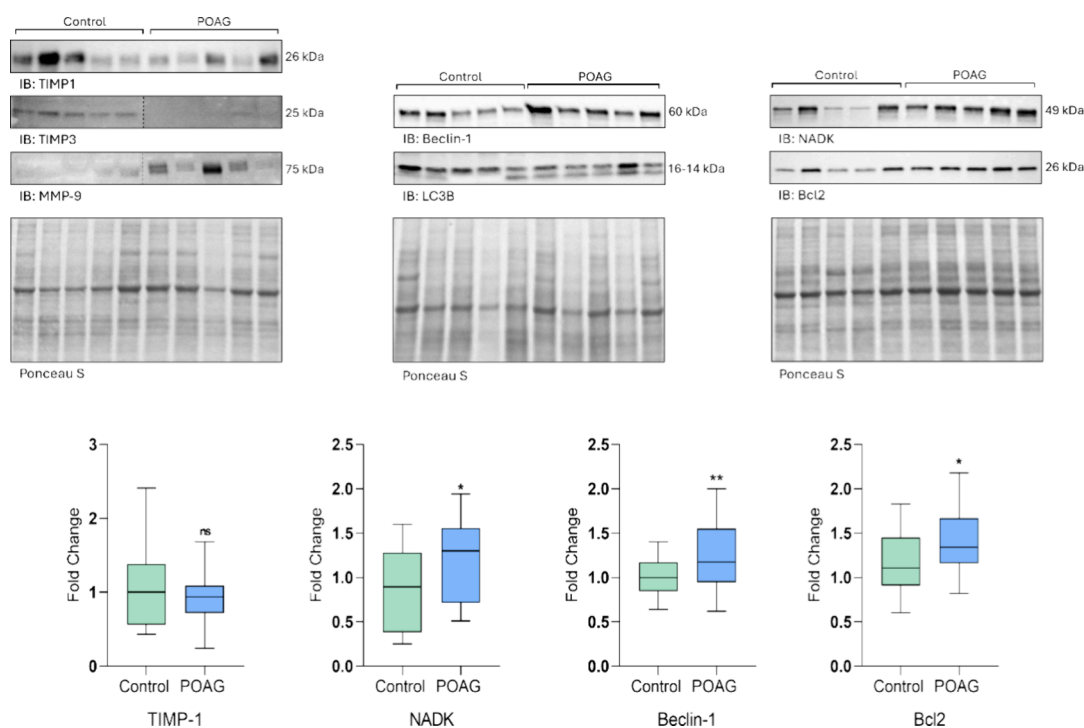 Control POAG
26 kDa
IB: TIMP1
25 kDa
IB: TIMP3
75 kDa
IB: MMP-9
Ponceau S
Control POAG
60 kDa
IB: Beclin-1
16-14 kDa
IB: LC3B
Ponceau S
Control POAG
49 kDa
IB: NADK
26 kDa
IB: Bcl2
Ponceau S
Fold Change
3
2
1
0
ns
Control POAG
TIMP-1
Fold Change
2.5
2.0
1.5
1.0
0.5
0.0
*
Control POAG
NADK
Fold Change
2.5
2.0
1.5
1.0
0.5
0.0
**
Control POAG
Beclin-1
Fold Change
2.5
2.0
1.5
1.0
0.5
0.0
*
Control POAG
Bcl2